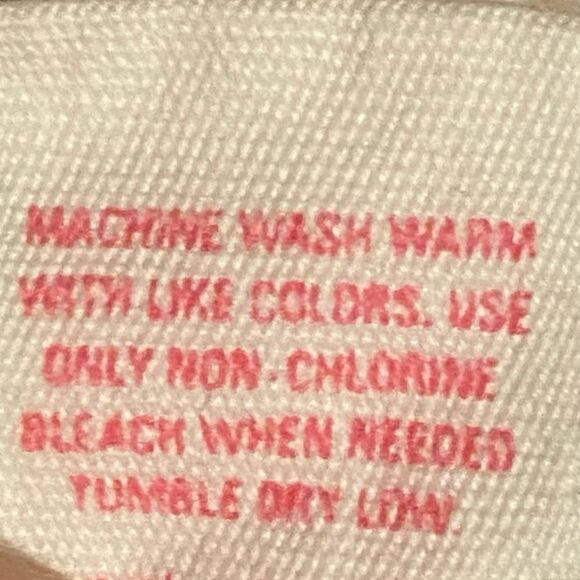 MACHINE WASH WARM
WITH LIKE COLORS. USE
ONLY NON-CHLORINE
BLEACH WHEN NEEDED
TUMBLE DRY LOW